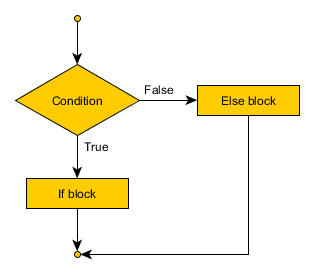 False
Condition
Else block
True
If block